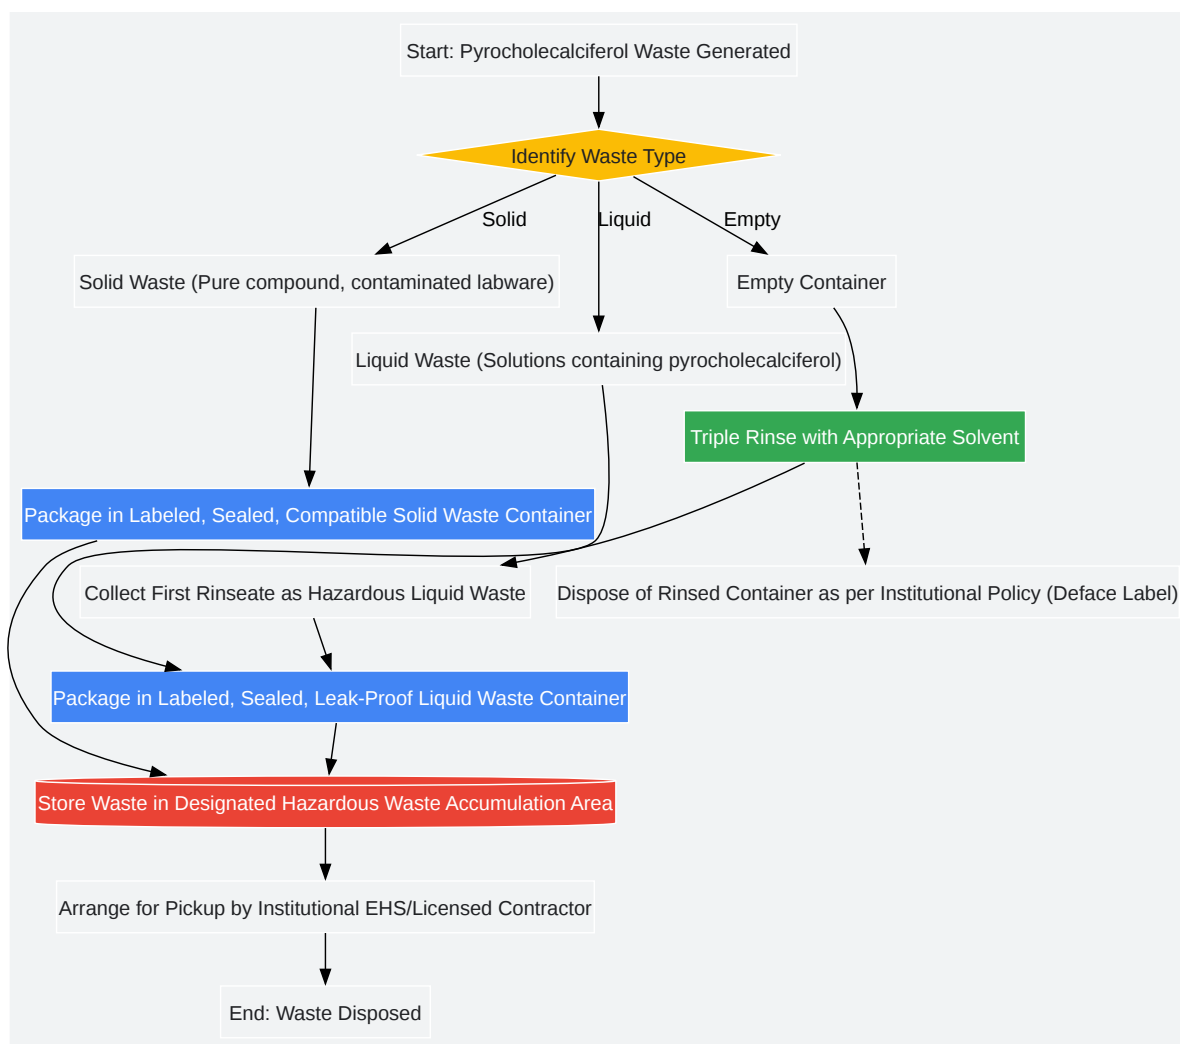 Start: Pyrocholecalciferol Waste Generated
Identify Waste Type
Solid
Liquid
Empty
Solid Waste (Pure compound, contaminated labware)
Empty Container
Liquid Waste (Solutions containing pyrocholecalciferol)
Triple Rinse with Appropriate Solvent
Package in Labeled, Sealed, Compatible Solid Waste Container
Collect First Rinseate as Hazardous Liquid Waste
Dispose of Rinsed Container as per Institutional Policy (Deface Label)
Package in Labeled, Sealed, Leak-Proof Liquid Waste Container
Store Waste in Designated Hazardous Waste Accumulation Area
Arrange for Pickup by Institutional EHS/Licensed Contractor
End: Waste Disposed